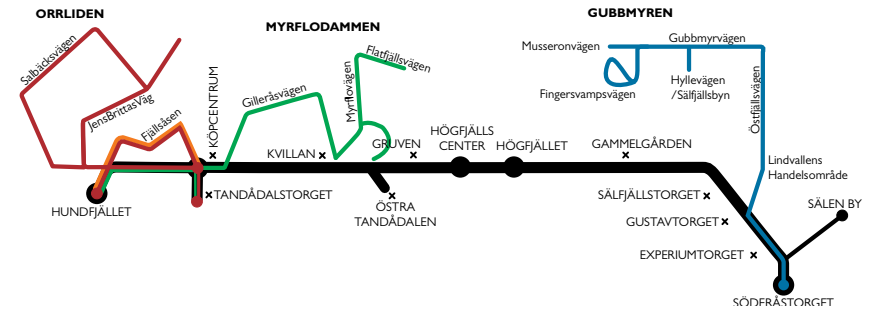 ORRLIDEN
MYRFLODAMMEN
GUBBMYREN
Salbäcksvägen
JensBrittasVäg
Fjällsåsen
KÖPCENTRUM
Gilleråsvägen
Myrflovägen
Flatfjällsvägen
Musseronvägen
Gubbmyrvägen
Fingersvampsvägen
Hyllevägen
/Sälfjällsbyn
Östfjällsvägen
KVILLAN
GRUVEN
HÖGFJÄLLS
CENTER
HÖGFJÄLLET
GAMMELGÅRDEN
Lindvallens
Handelsområde
HUNDFJÄLLET
TANDÅDALSTORGET
ÖSTRA
TANDÅDALEN
SÄLFJÄLLSTORGET
SÄLEN BY
GUSTAVTORGET
EXPERIUMTORGET
SÖDERÅSTORGET